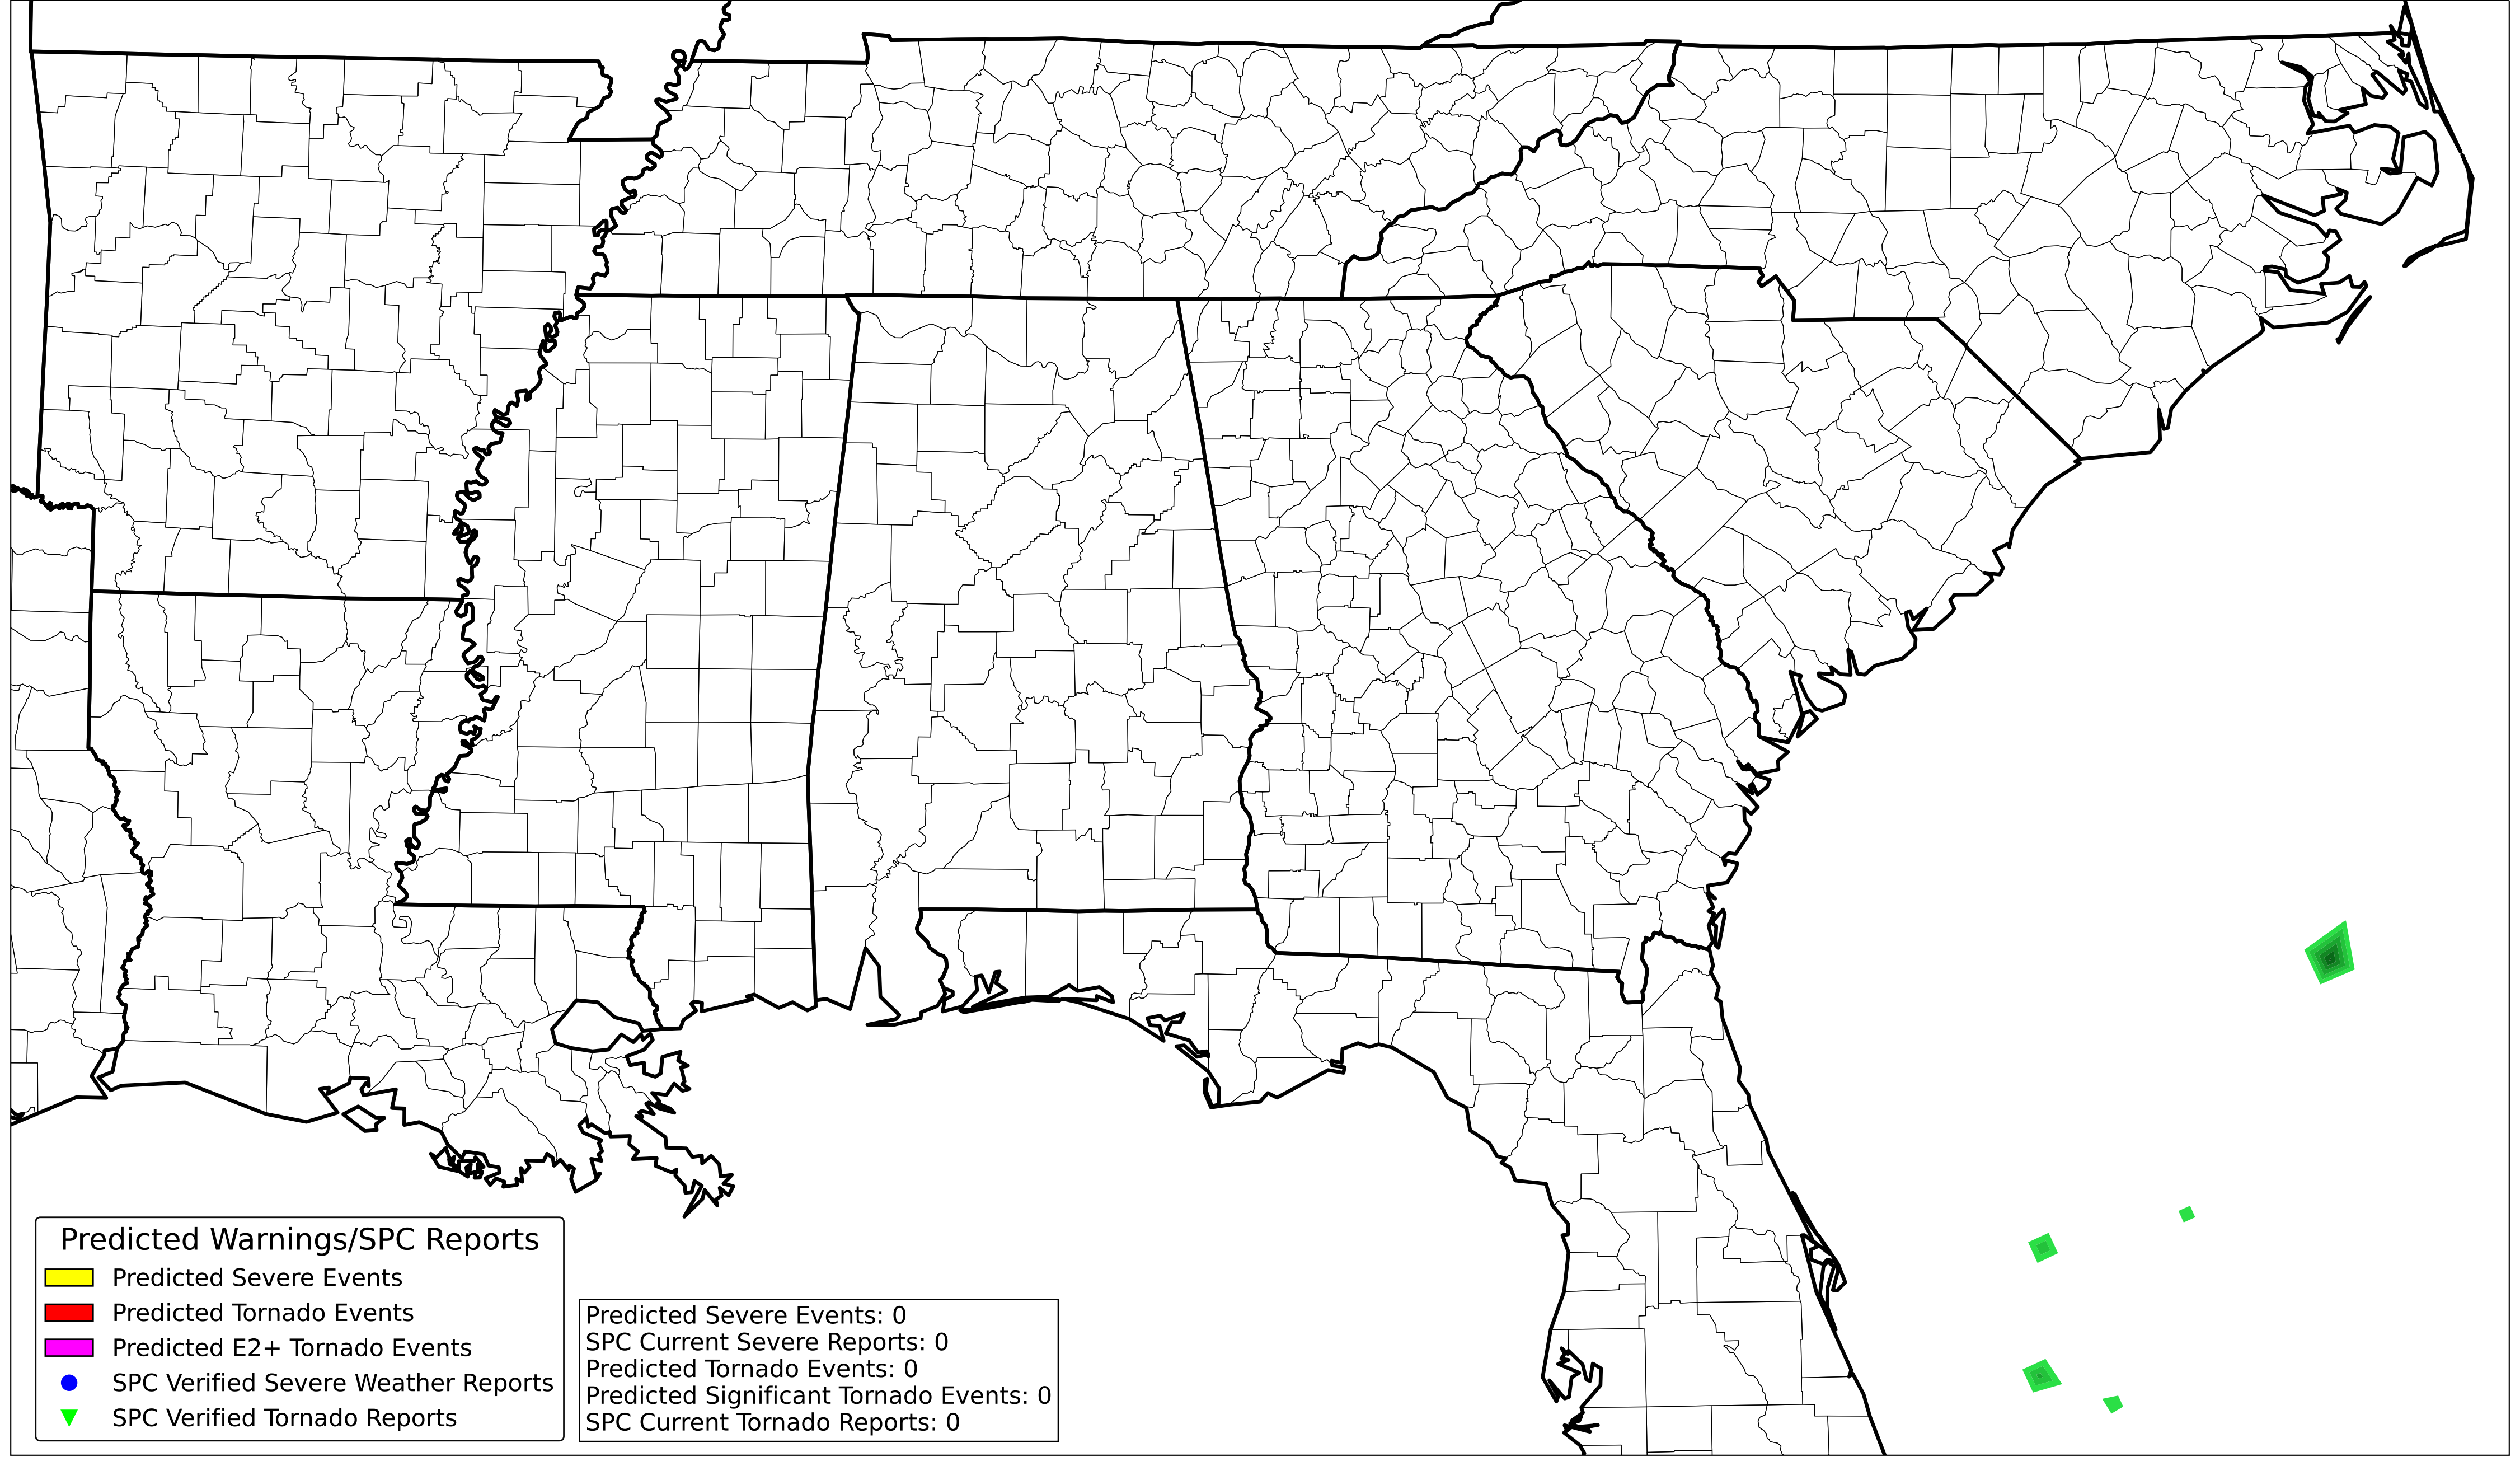 Predicted Warnings/SPC Reports
Predicted Severe Events
Predicted Tornado Events
Predicted E2+ Tornado Events
SPC Verified Severe Weather Reports
SPC Verified Tornado Reports
Predicted Severe Events: 0
SPC Current Severe Reports: 0
Predicted Tornado Events: 0
Predicted Significant Tornado Events: 0
SPC Current Tornado Reports: 0